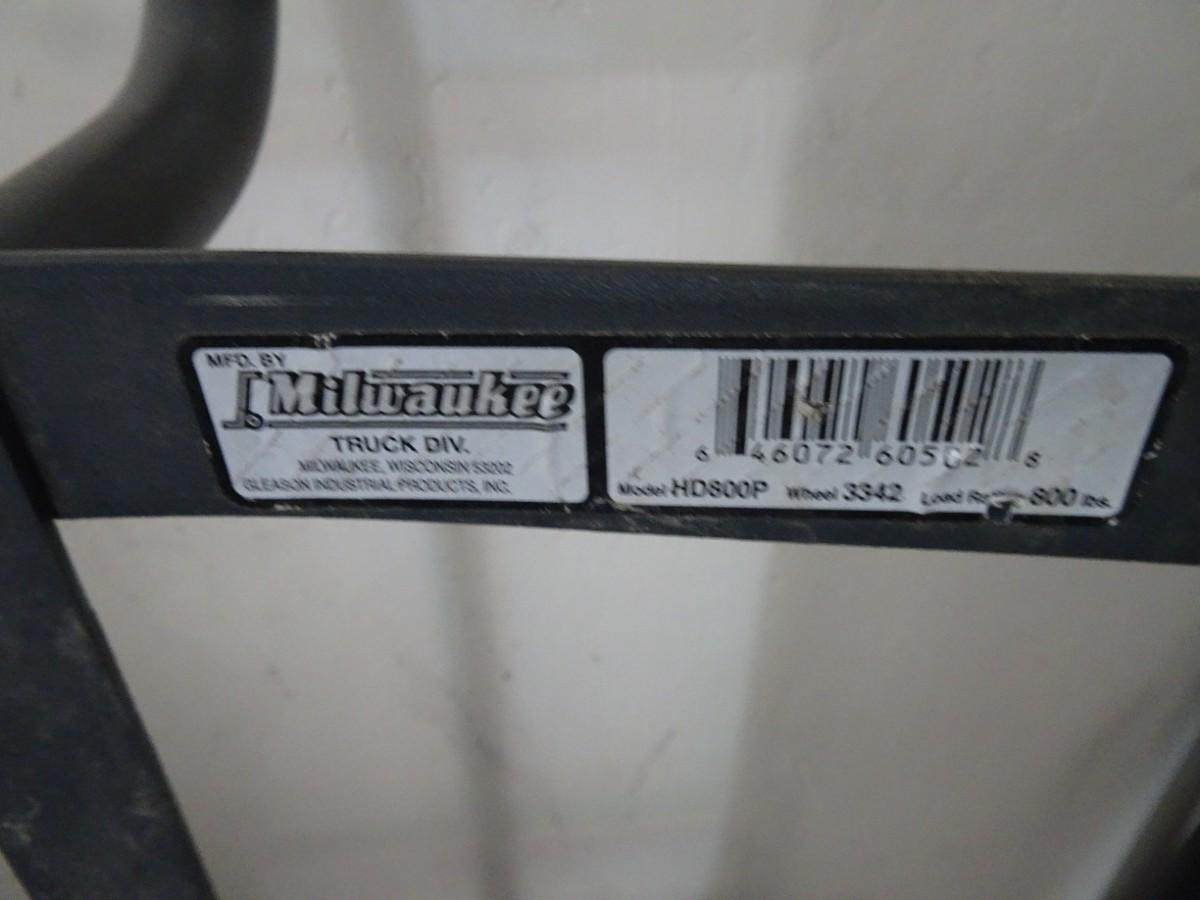 MFD. BY
Milwaukee
TRUCK DIV.
MILWAUKEE, WISCONSIN 53202
GLEASON INDUSTRIAL PRODUCTS, INC.
6 46072 60502 8
Model HD800P Wheel 3342 Load 800 lbs.